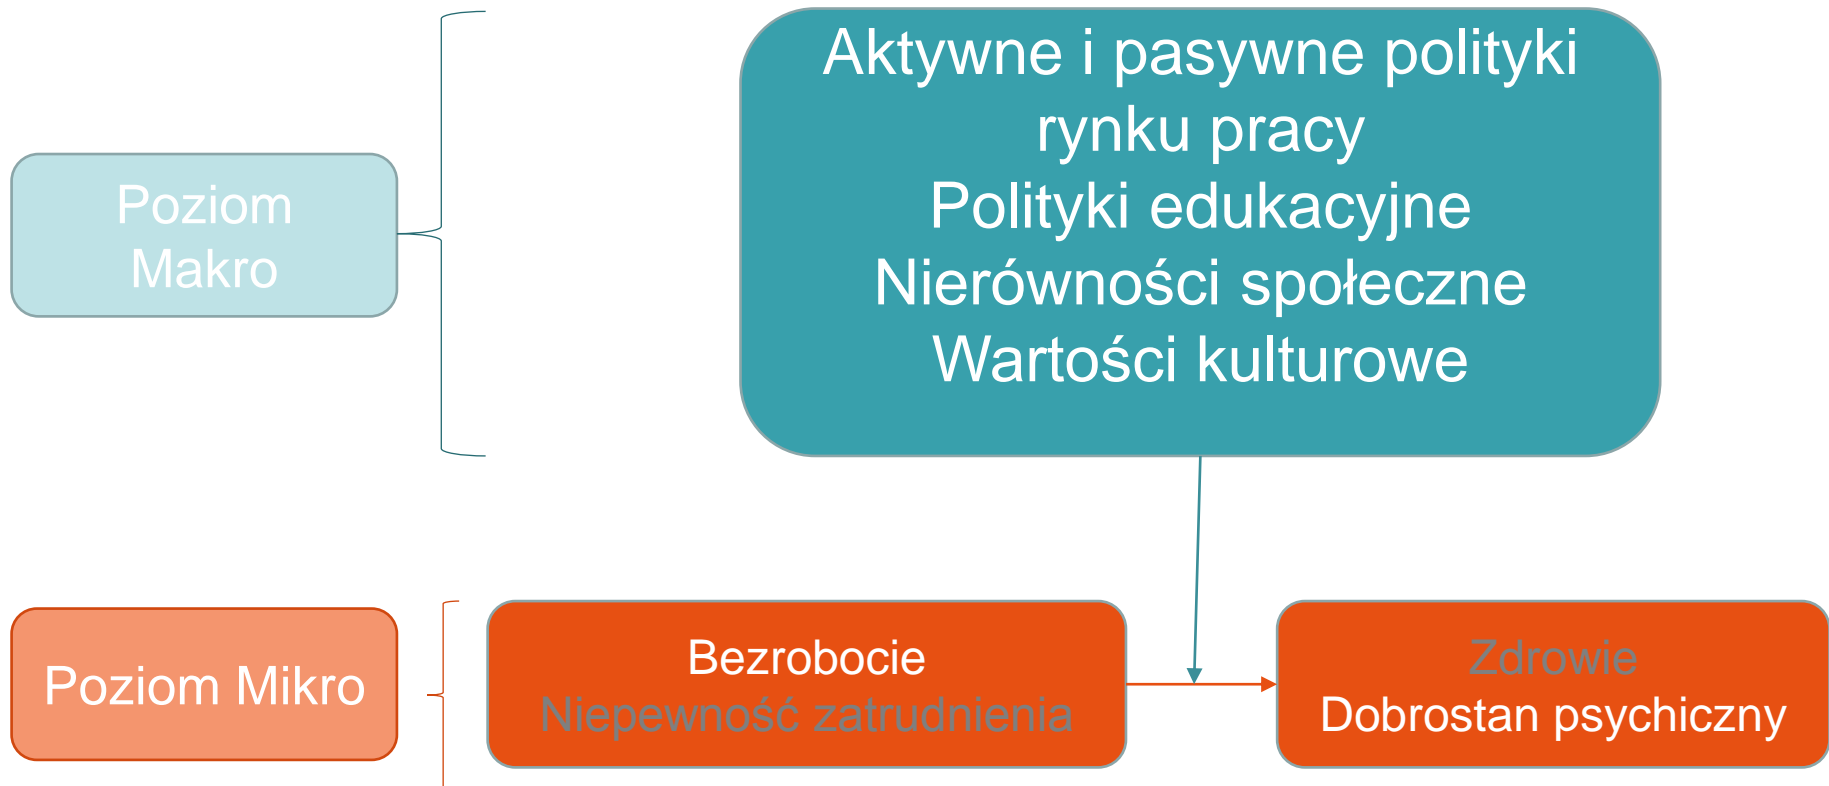 Aktywne i pasywne polityki
rynku pracy
Polityki edukacyjne
Nierówności społeczne
Wartości kulturowe
Poziom
Makro
Poziom Mikro
Bezrobocie
Niepewność zatrudnienia
Zdrowie
Dobrostan psychiczny